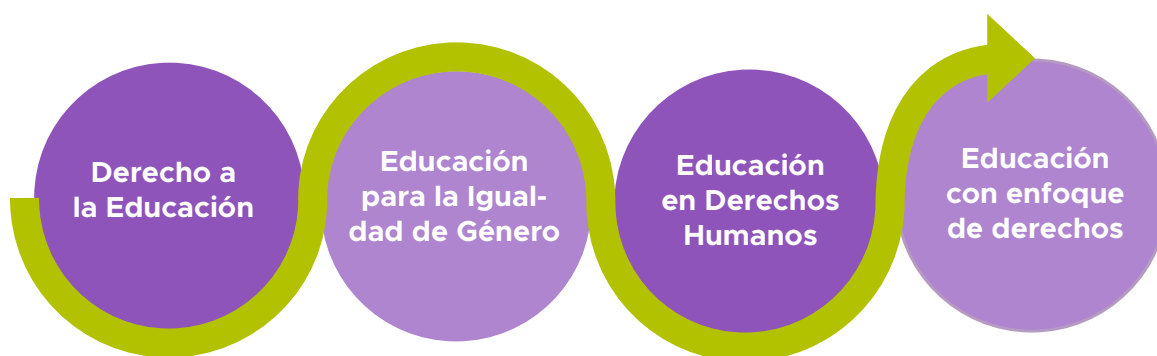 Derecho a
la Educación
Educación
para la Igual-
dad de Género
Educación
en Derechos
Humanos
Educación
con enfoque
de derechos